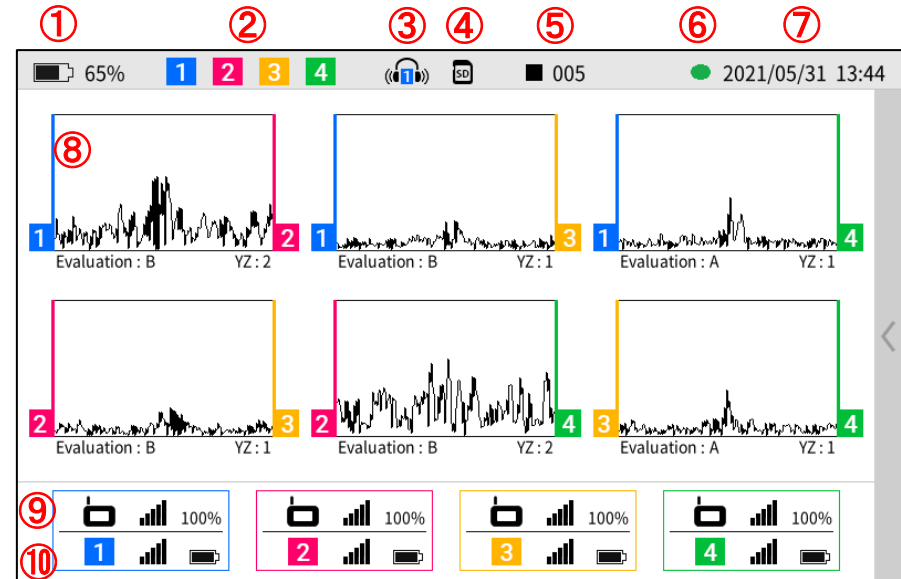 ① ② ③ ④ ⑤ ⑥ ⑦
65% 1 2 3 4 1 SD 005 2021/05/31 13:44
⑧
1 2 1 3 1 4
Evaluation : B YZ : 2 Evaluation : B YZ : 1 Evaluation : A YZ : 1
2 3 2 4 3 4
Evaluation : B YZ : 1 Evaluation : B YZ : 2 Evaluation : A YZ : 1
⑨ 100% 100% 100% 100%
⑩ 1 2 3 4